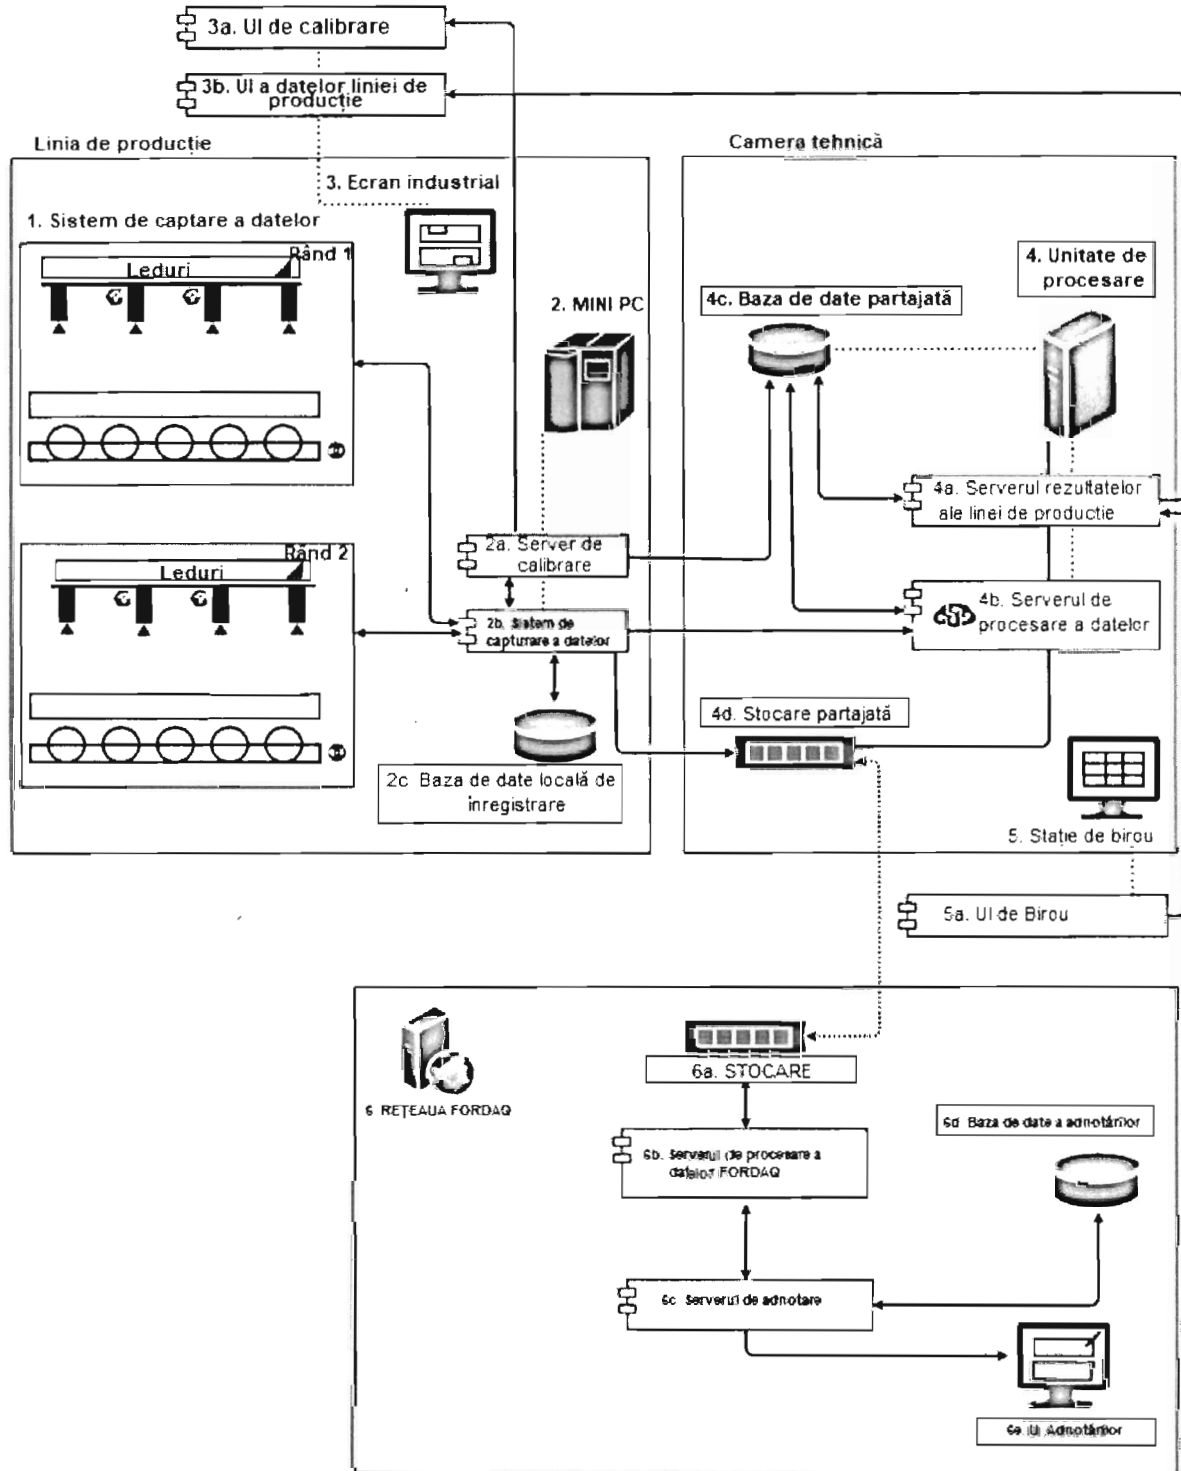 3a. UI de calibrare
3b. UI a datelor liniei de
producție
Linia de producție
Camera tehnică
3. Ecran industrial
1. Sistem de captare a datelor
Rând 1
Leduri
2. MINI PC
4c. Baza de date partajată
4. Unitate de
procesare
4a. Serverul rezultatelor
ale linei de productie
2a. Server de
calibrare
Rând 2
Leduri
4b. Serverul de
procesare a datelor
2b. Sistem de
capturare a datelor
4d. Stocare partajată
2c Baza de date locală de
inregistrare
5. Stație de birou
5a. UI de Birou
6a. STOCARE
6 REȚEAUA FORDAQ
6d Baza de date a adnotărilor
6b. Serverul de procesare a
datelor FORDAQ
6c Serverul de adnotare
6e UI Adnotărilor